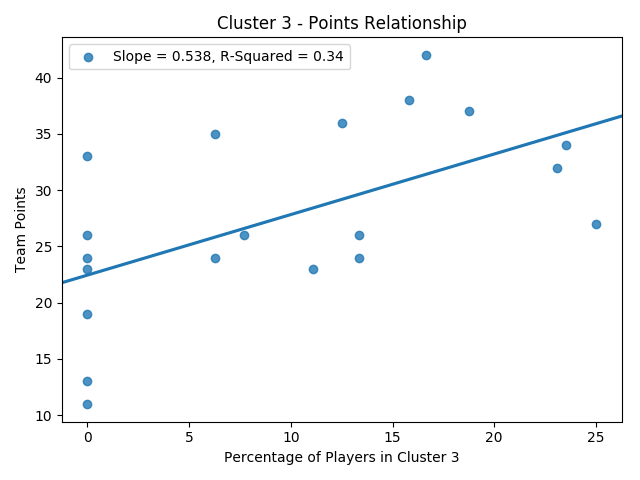 Cluster 3 - Points Relationship
Slope = 0.538, R-Squared = 0.34
Team Points
40
35
30
25
20
15
10
0 5 10 15 20 25
Percentage of Players in Cluster 3